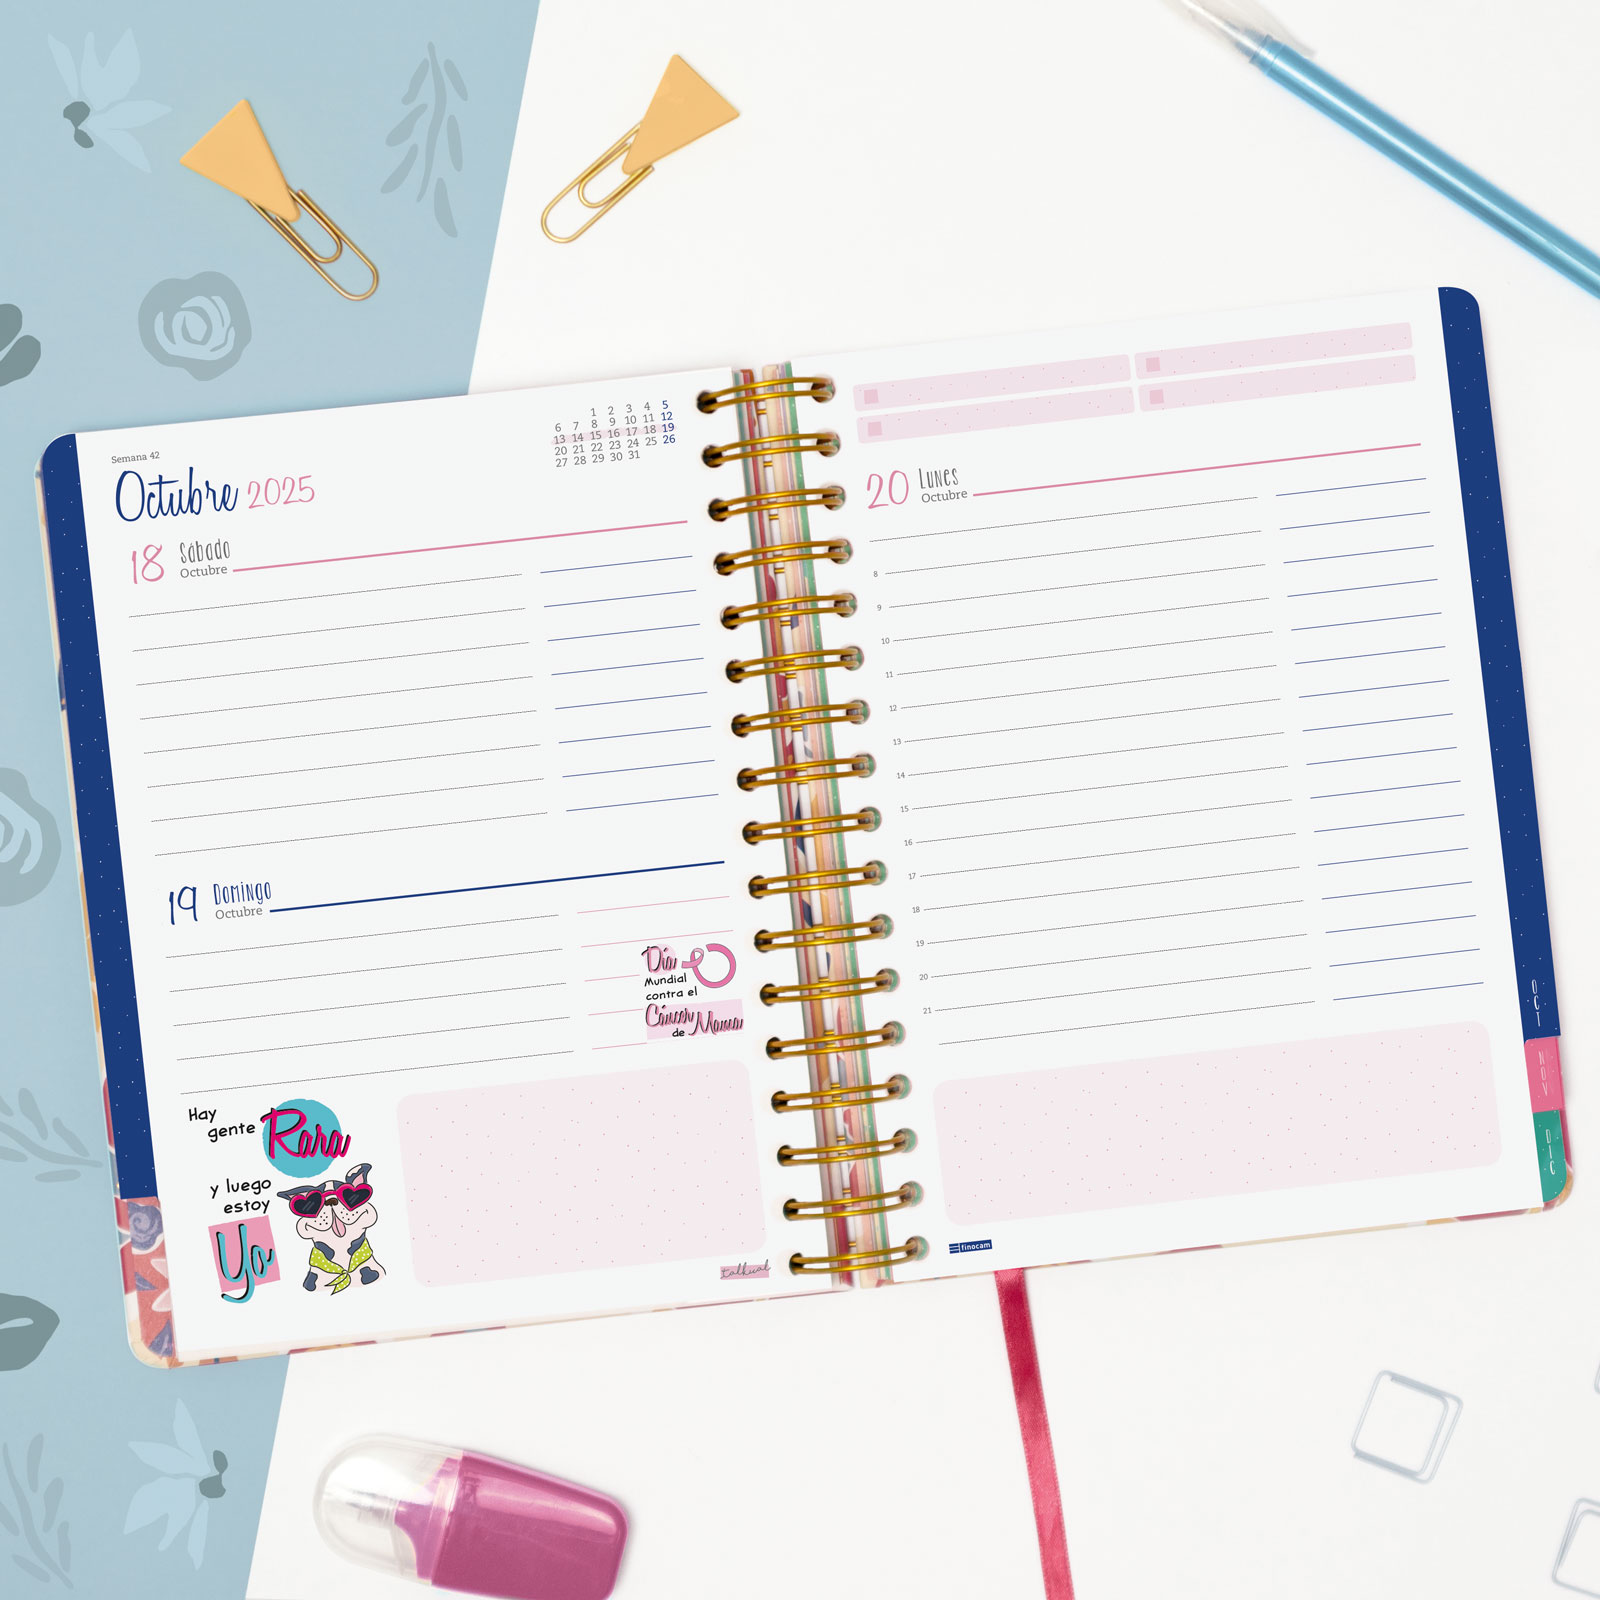 Semana 42
Octubre 2025
1 2 3 4 5
6 7 8 9 10 11 12
13 14 15 16 17 18 19
20 21 22 23 24 25 26
27 28 29 30 31
18 Sábado
Octubre
19 Domingo
Octubre
Día
Mundial
contra el
Cáncer
de Mama
Hay
gente Rara
y luego
estoy
Yo
talkual
20 Lunes
Octubre
8
9
10
11
12
13
14
15
16
17
18
19
20
21
finocam
OCT
NOV
DIC